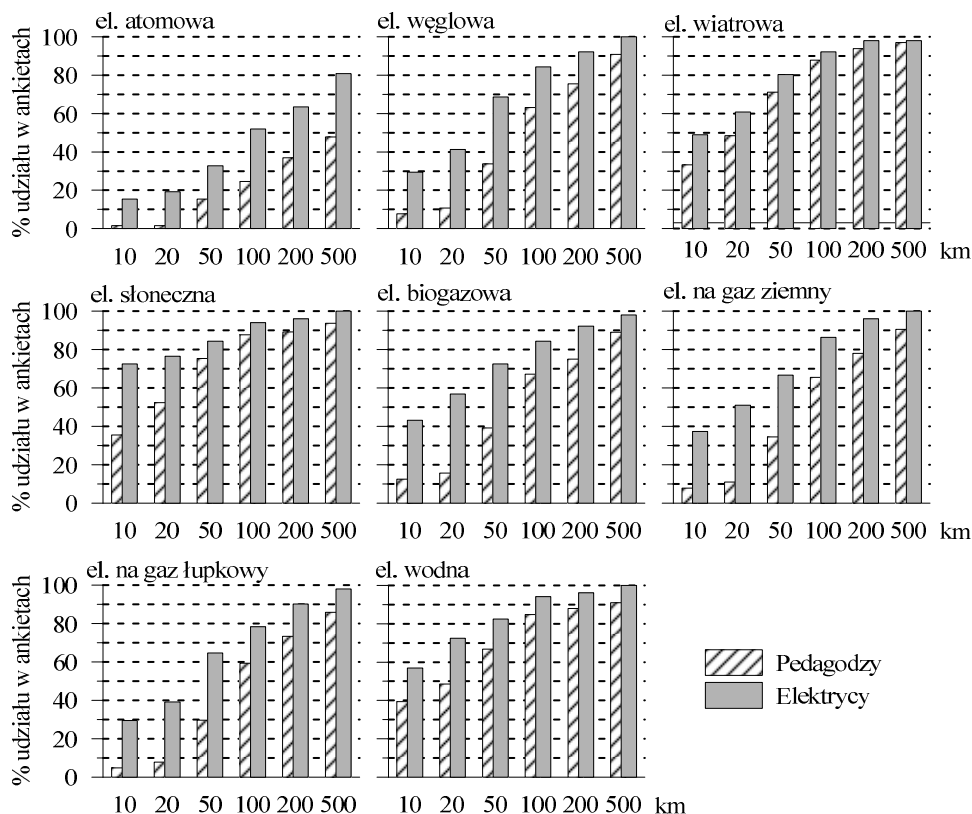 el. atomowa
el. węglowa
el. wiatrowa
% udziału w ankietach
100
80
60
40
20
0
10 20 50 100 200 500
10 20 50 100 200 500
10 20 50 100 200 500 km
el. słoneczna
el. biogazowa
el. na gaz ziemny
% udziału w ankietach
100
80
60
40
20
0
10 20 50 100 200 500
10 20 50 100 200 500
10 20 50 100 200 500 km
el. na gaz łupkowy
el. wodna
% udziału w ankietach
100
80
60
40
20
0
10 20 50 100 200 500
10 20 50 100 200 500 km
Pedagodzy
Elektrycy